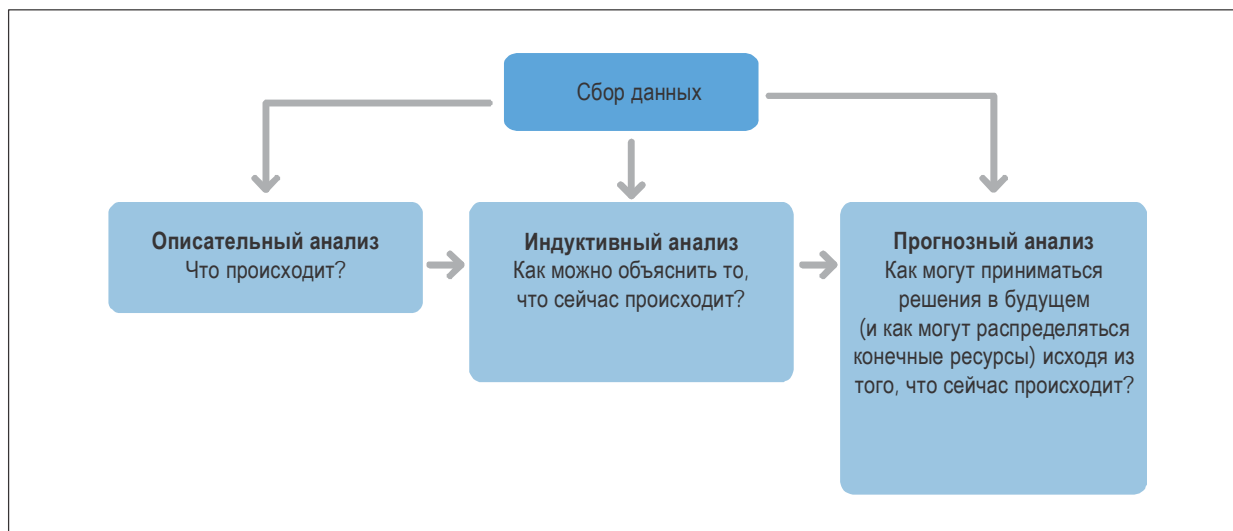 Сбор данных
Описательный анализ
Что происходит?
Индуктивный анализ
Как можно объяснить то,
что сейчас происходит?
Прогнозный анализ
Как могут приниматься
решения в будущем
(и как могут распределяться
конечные ресурсы) исходя из
того, что сейчас происходит?